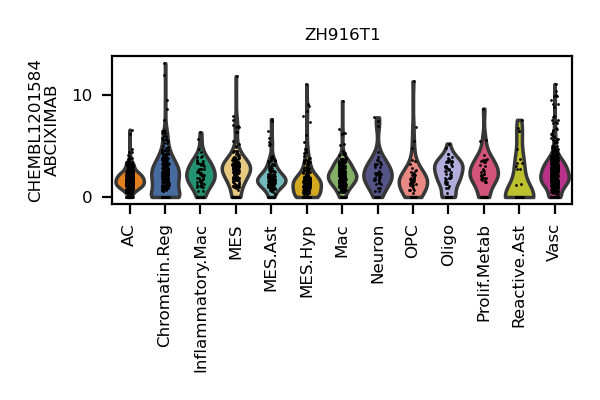 ZH916T1
CHEMBL1201584
ABCIXIMAB
10
0
AC
Chromatin.Reg
Inflammatory.Mac
MES
MES.Ast
MES.Hyp
Mac
Neuron
OPC
Oligo
Prolif.Metab
Reactive.Ast
Vasc